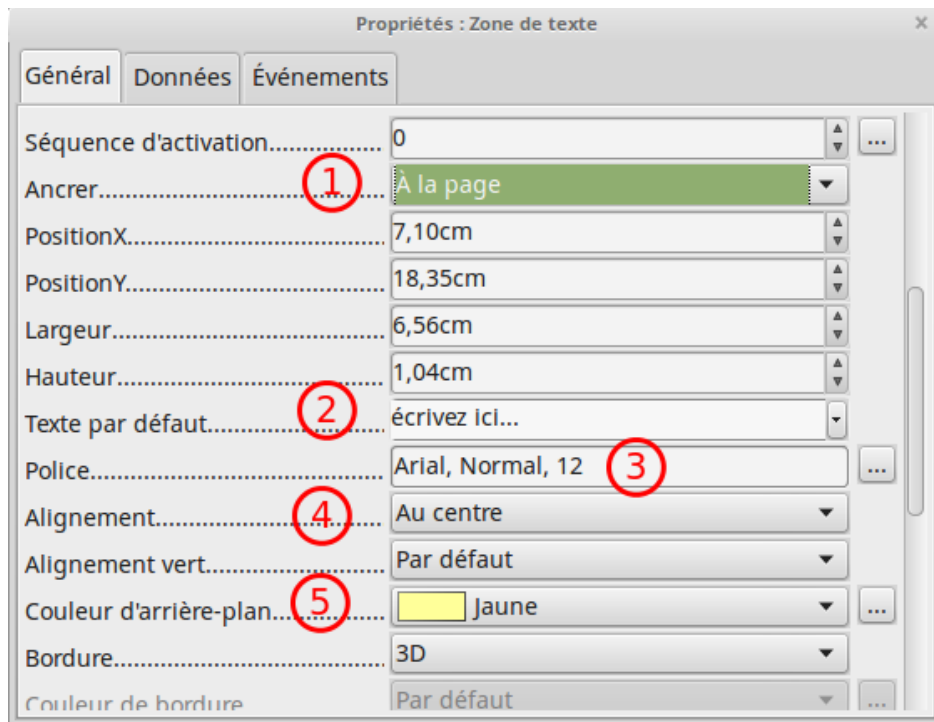 Propriétés : Zone de texte ×
Général Données Événements
Séquence d'activation................. 0 ...
Ancrer............................................. 1 À la page
PositionX........................................ 7,10cm
PositionY........................................ 18,35cm
Largeur.......................................... 6,56cm
Hauteur......................................... 1,04cm
Texte par défaut........................... 2 écrivez ici...
Police.............................................. Arial, Normal, 12 3 ...
Alignement................................... 4 Au centre
Alignement vert........................... Par défaut
Couleur d'arrière-plan................. 5 Jaune ...
Bordure.......................................... 3D
Couleur de bordure Par défaut ...